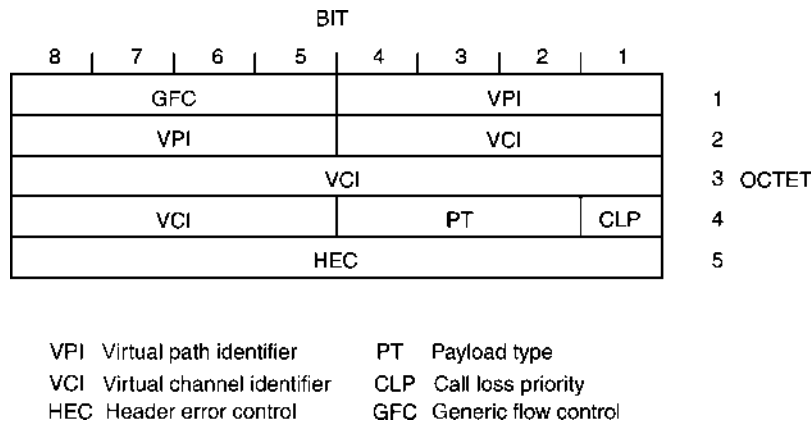 BIT
8 7 6 5 4 3 2 1
GFC VPI 1
VPI VCI 2
VCI 3 OCTET
VCI PT CLP 4
HEC 5
VPI Virtual path identifier PT Payload type
VCI Virtual channel identifier CLP Call loss priority
HEC Header error control GFC Generic flow control